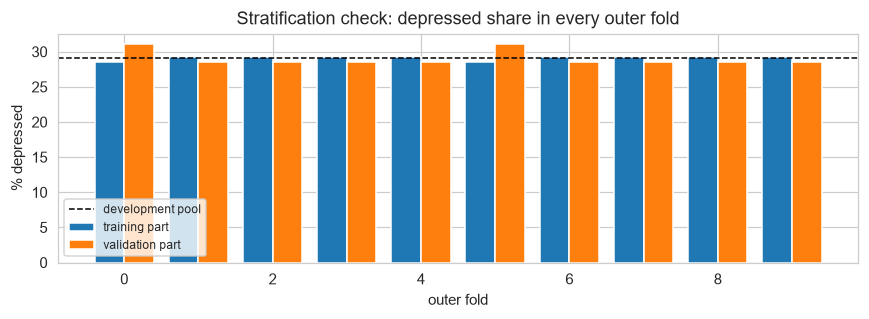 Stratification check: depressed share in every outer fold
% depressed
30
25
20
15
10
5
0
development pool
training part
validation part
0 2 4 6 8
outer fold